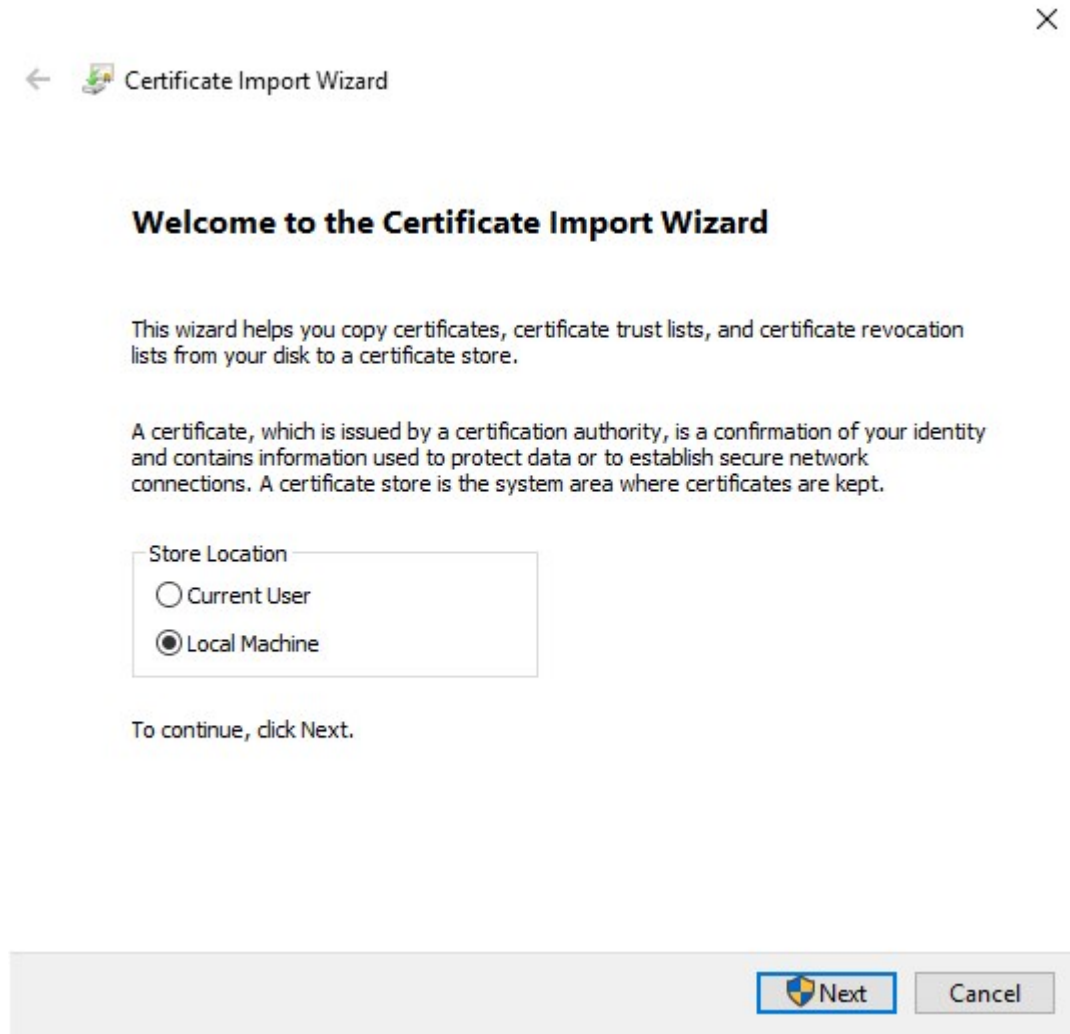 Certificate Import Wizard
Welcome to the Certificate Import Wizard
This wizard helps you copy certificates, certificate trust lists, and certificate revocation
lists from your disk to a certificate store.
A certificate, which is issued by a certification authority, is a confirmation of your identity
and contains information used to protect data or to establish secure network
connections. A certificate store is the system area where certificates are kept.
Store Location
Current User
Local Machine
To continue, click Next.
Next
Cancel